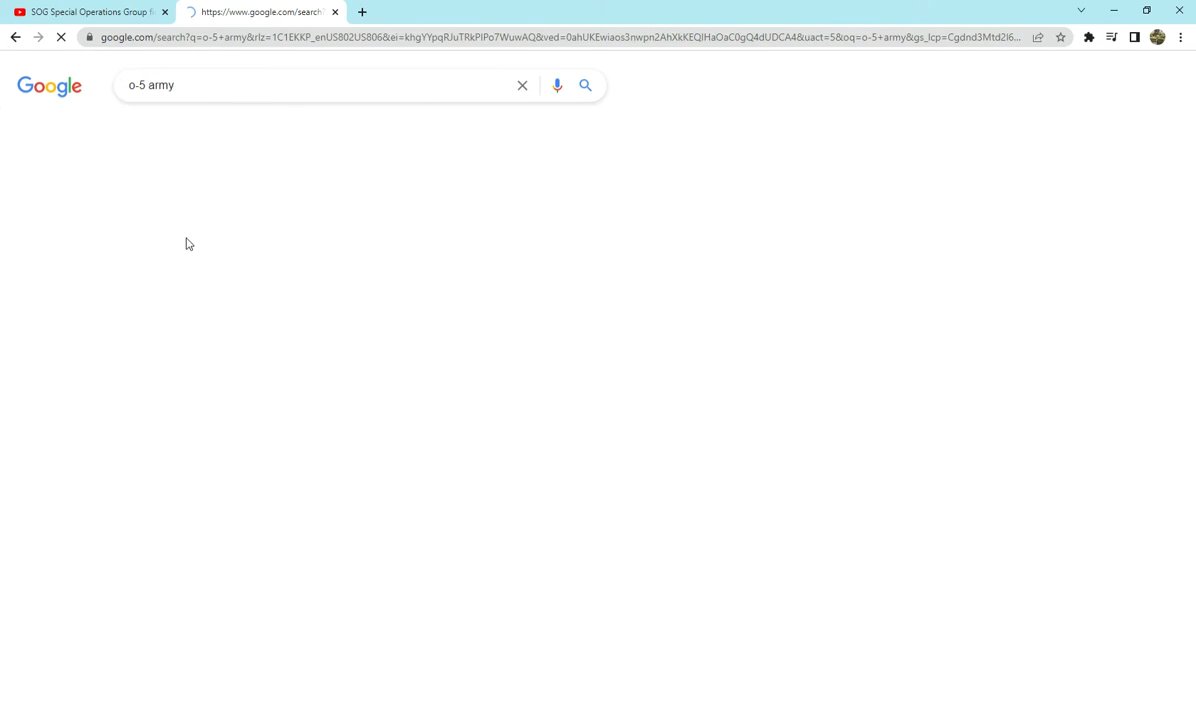 SOG Special Operations Group f
https://www.google.com/search?
google.com/search?q=o-5+army&rlz=1C1EKKP_enUS802US806&ei=khgYYpqRJuTRkPIPo7WuwAQ&ved=0ahUKEwiaos3nwpn2AhXkKEQIHaOaC0gQ4dUDCA4&uact=5&oq=o-5+army&gs_lcp=Cgdnd3Mtd2l6...
Google
o-5 army